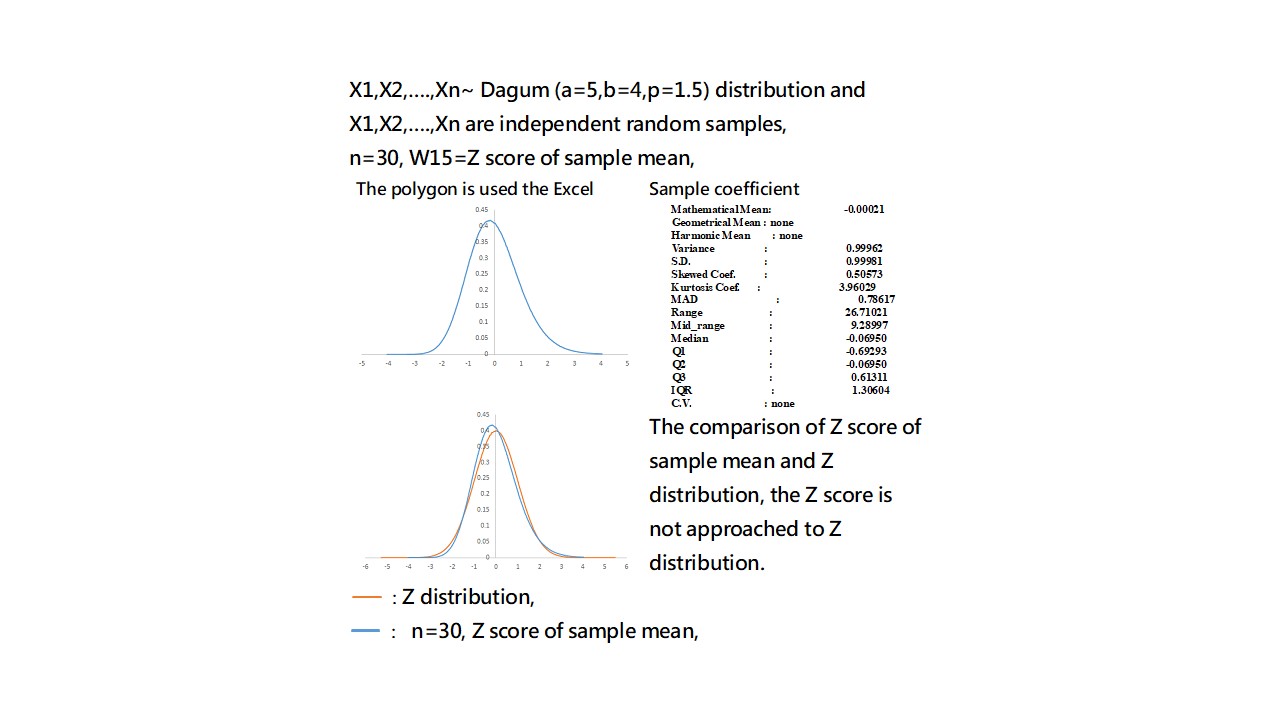 X1,X2,....,Xn~ Dagum (a=5,b=4,p=1.5) distribution and
X1,X2,....,Xn are independent random samples,
n=30, W15=Z score of sample mean,
The polygon is used the Excel
0.45
0.4
0.35
0.3
0.25
0.2
0.15
0.1
0.05
0
-5 -4 -3 -2 -1 0 1 2 3 4 5
Sample coefficient
Mathematical Mean: -0.00021
Geometrical Mean : none
Harmonic Mean : none
Variance : 0.99962
S.D. : 0.99981
Skewed Coef. : 0.50573
Kurtosis Coef. : 3.96029
MAD : 0.78617
Range : 26.71021
Mid_range : 9.28997
Median : -0.06950
Q1 : -0.69293
Q2 : -0.06950
Q3 : 0.61311
IQR : 1.30604
C.V. : none
0.45
0.4
0.35
0.3
0.25
0.2
0.15
0.1
0.05
0
-6 -5 -4 -3 -2 -1 0 1 2 3 4 5 6
The comparison of Z score of
sample mean and Z
distribution, the Z score is
not approached to Z
distribution.
: Z distribution,
: n=30, Z score of sample mean,